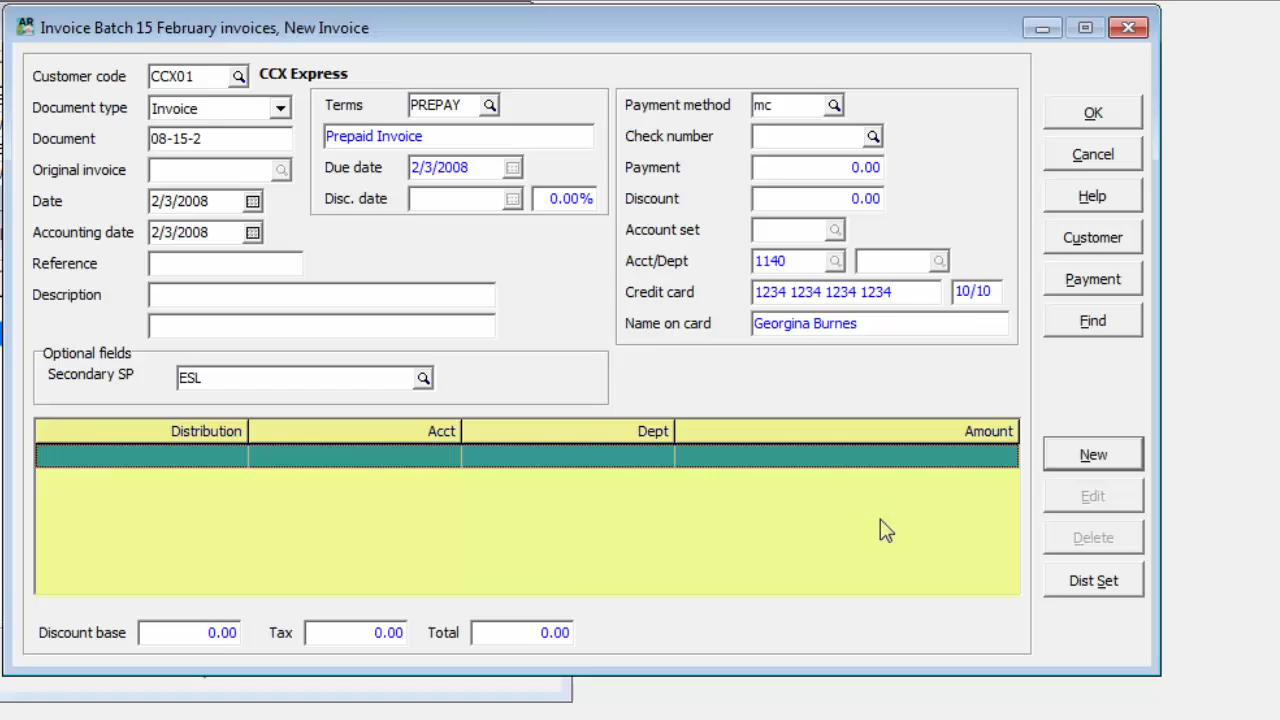 AR Invoice Batch 15 February invoices, New Invoice
Customer code CCX01 CCX Express
Document type Invoice
Document 08-15-2
Original invoice
Date 2/3/2008
Accounting date 2/3/2008
Reference
Description
Terms PREPAY
Prepaid Invoice
Due date 2/3/2008
Disc. date 0.00%
Payment method mc
Check number
Payment 0.00
Discount 0.00
Account set
Acct/Dept 1140
Credit card 1234 1234 1234 1234 10/10
Name on card Georgina Burnes
Optional fields
Secondary SP ESL
Distribution Acct Dept Amount
Discount base 0.00 Tax 0.00 Total 0.00
OK
Cancel
Help
Customer
Payment
Find
New
Edit
Delete
Dist Set